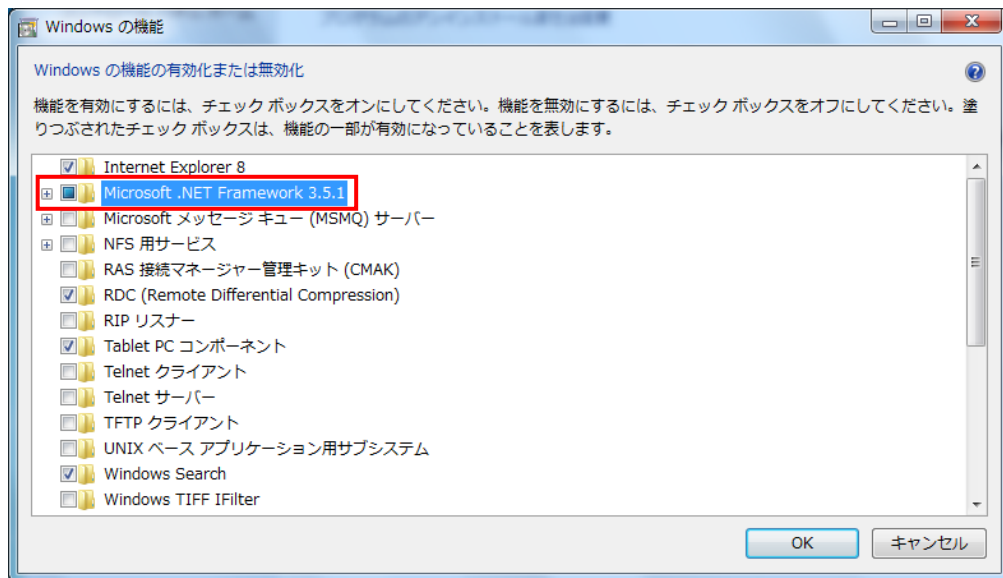 Windows の機能
Windows の機能の有効化または無効化
機能を有効にするには、チェック ボックスをオンにしてください。機能を無効にするには、チェック ボックスをオフにしてください。塗
りつぶされたチェック ボックスは、機能の一部が有効になっていることを表します。
Internet Explorer 8
Microsoft .NET Framework 3.5.1
Microsoft メッセージ キュー (MSMQ) サーバー
NFS 用サービス
RAS 接続マネージャー管理キット (CMAK)
RDC (Remote Differential Compression)
RIP リスナー
Tablet PC コンポーネント
Telnet クライアント
Telnet サーバー
TFTP クライアント
UNIX ベース アプリケーション用サブシステム
Windows Search
Windows TIFF IFilter
OK
キャンセル